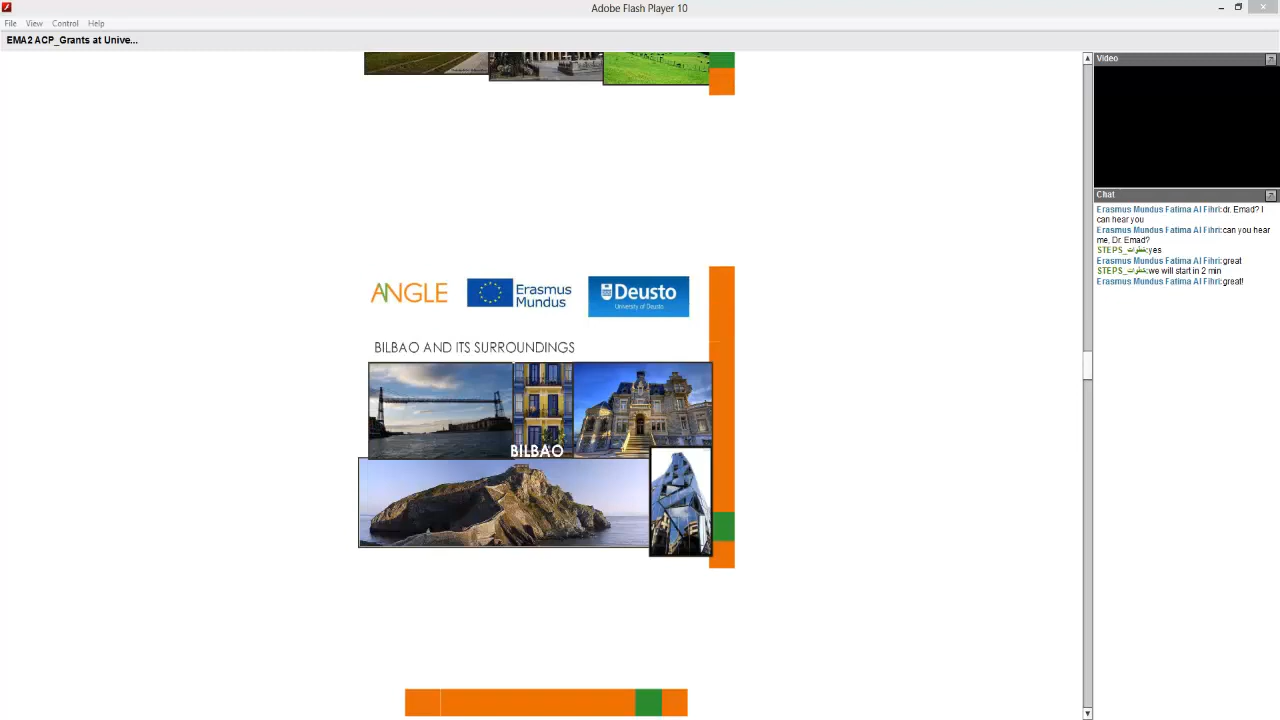 Adobe Flash Player 10
File View Control Help
EMA2 ACP_Grants at Unive...
ANGLE
Erasmus
Mundus
Deusto
University of Deusto
BILBAO AND ITS SURROUNDINGS
BILBAO
Video
Chat
Erasmus Mundus Fatima Al Fihri:dr. Emad? I
can hear you
Erasmus Mundus Fatima Al Fihri:can you hear
me, Dr. Emad?
STEPS_خطوات:yes
Erasmus Mundus Fatima Al Fihri:great
STEPS_خطوات:we will start in 2 min
Erasmus Mundus Fatima Al Fihri:great!